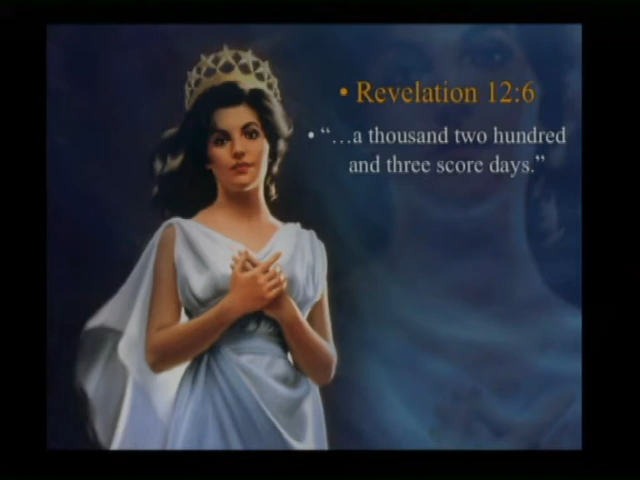 • Revelation 12:6
• “…a thousand two hundred
and three score days.”